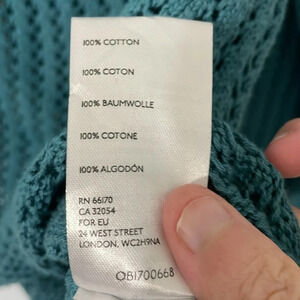 100% COTTON
100% COTON
100% BAUMWOLLE
100% COTONE
100% ALGODÓN
RN 66170
CA 32054
FOR EU
24 WEST STREET
LONDON, WC2H9NA
OB1700668